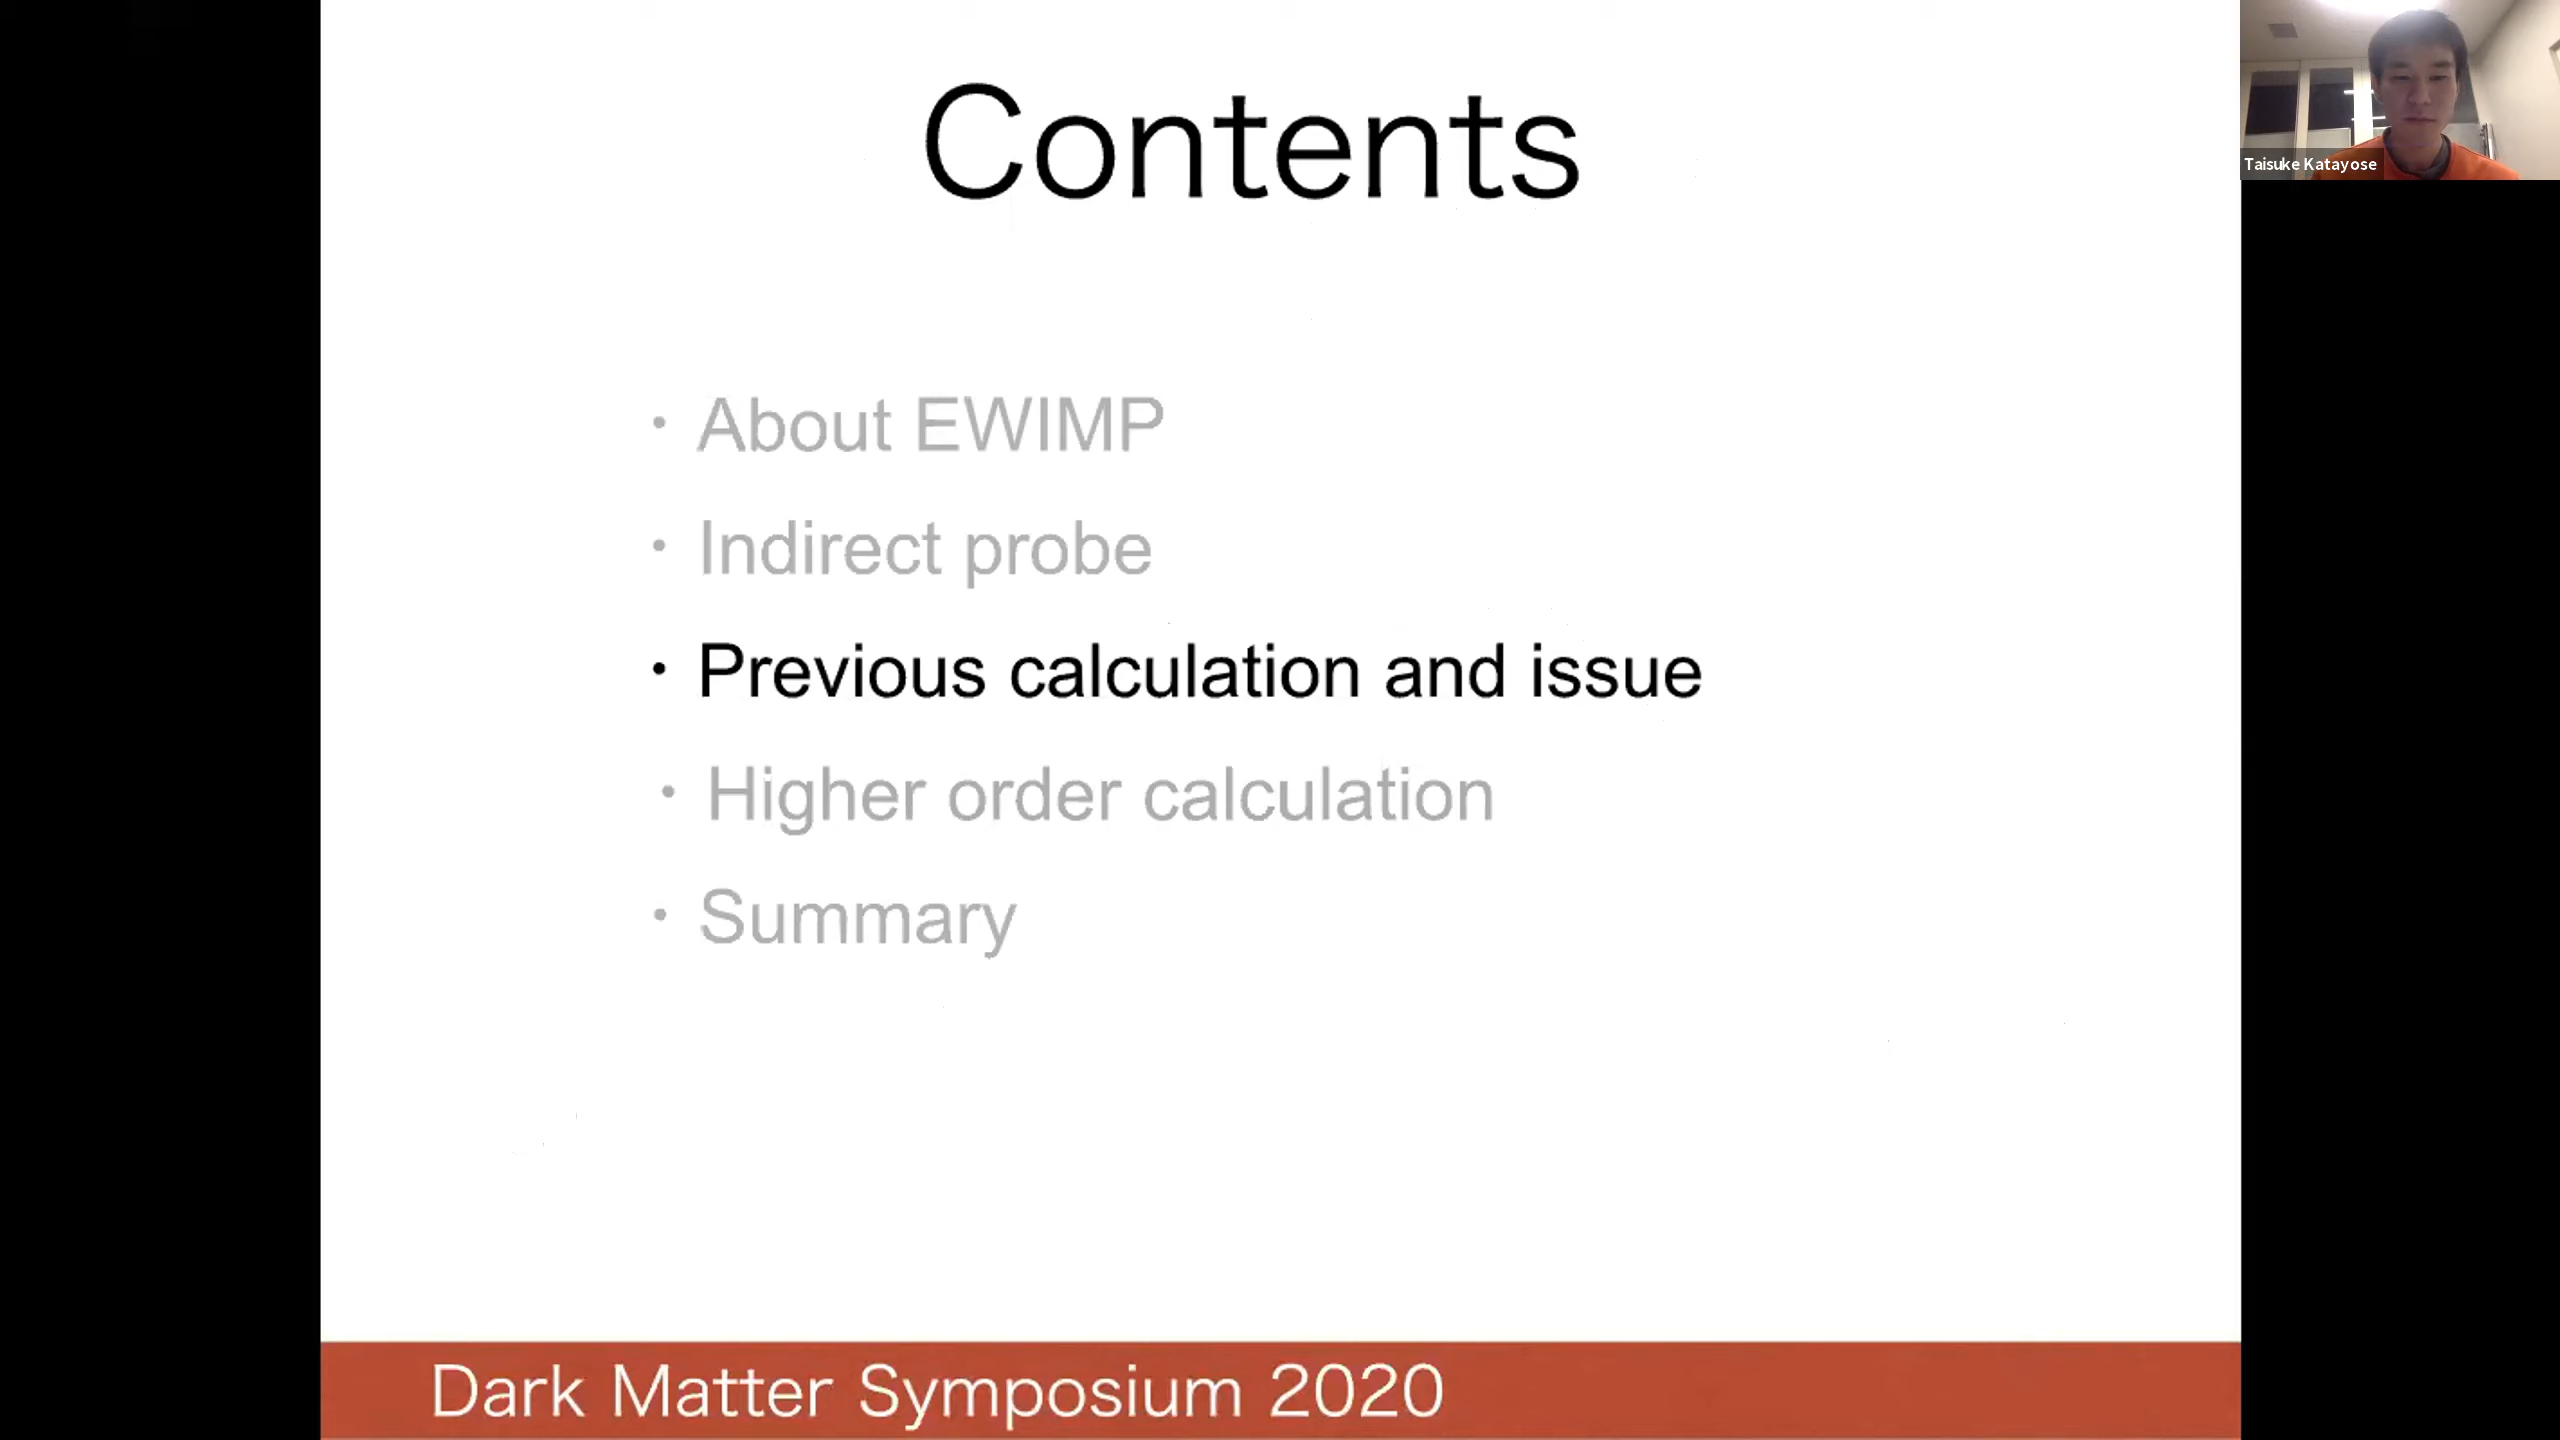 Contents
Taisuke Katayose
・About EWIMP
・Indirect probe
・Previous calculation and issue
・Higher order calculation
・Summary
Dark Matter Symposium 2020